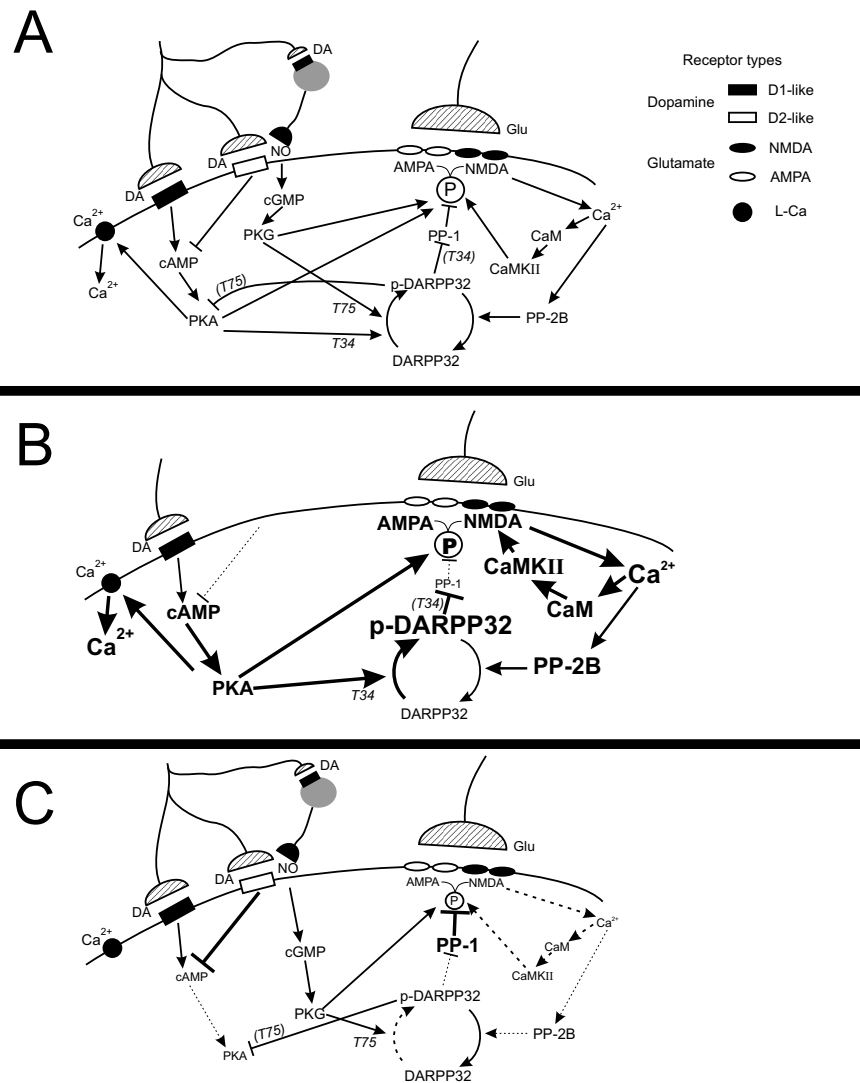 A
DA
Receptor types
Dopamine
D1-like
D2-like
Glutamate
NMDA
AMPA
L-Ca
Glu
DA
NO
DA
AMPA
NMDA
P
cGMP
Ca2+
Ca2+
PKG
PP-1
CaM
(T34)
cAMP
CaMKII
Ca2+
(T75)
p-DARPP32
T75
PKA
PP-2B
T34
DARPP32
B
Glu
DA
AMPA
NMDA
P
CaMKII
Ca2+
Ca2+
PP-1
cAMP
(T34)
CaM
p-DARPP32
Ca2+
PP-2B
PKA
T34
DARPP32
C
DA
Glu
NO
DA
AMPA
NMDA
DA
P
Ca2+
Ca2+
PP-1
CaM
cGMP
cAMP
CaMKII
p-DARPP32
PKG
(T75)
T75
PP-2B
PKA
DARPP32